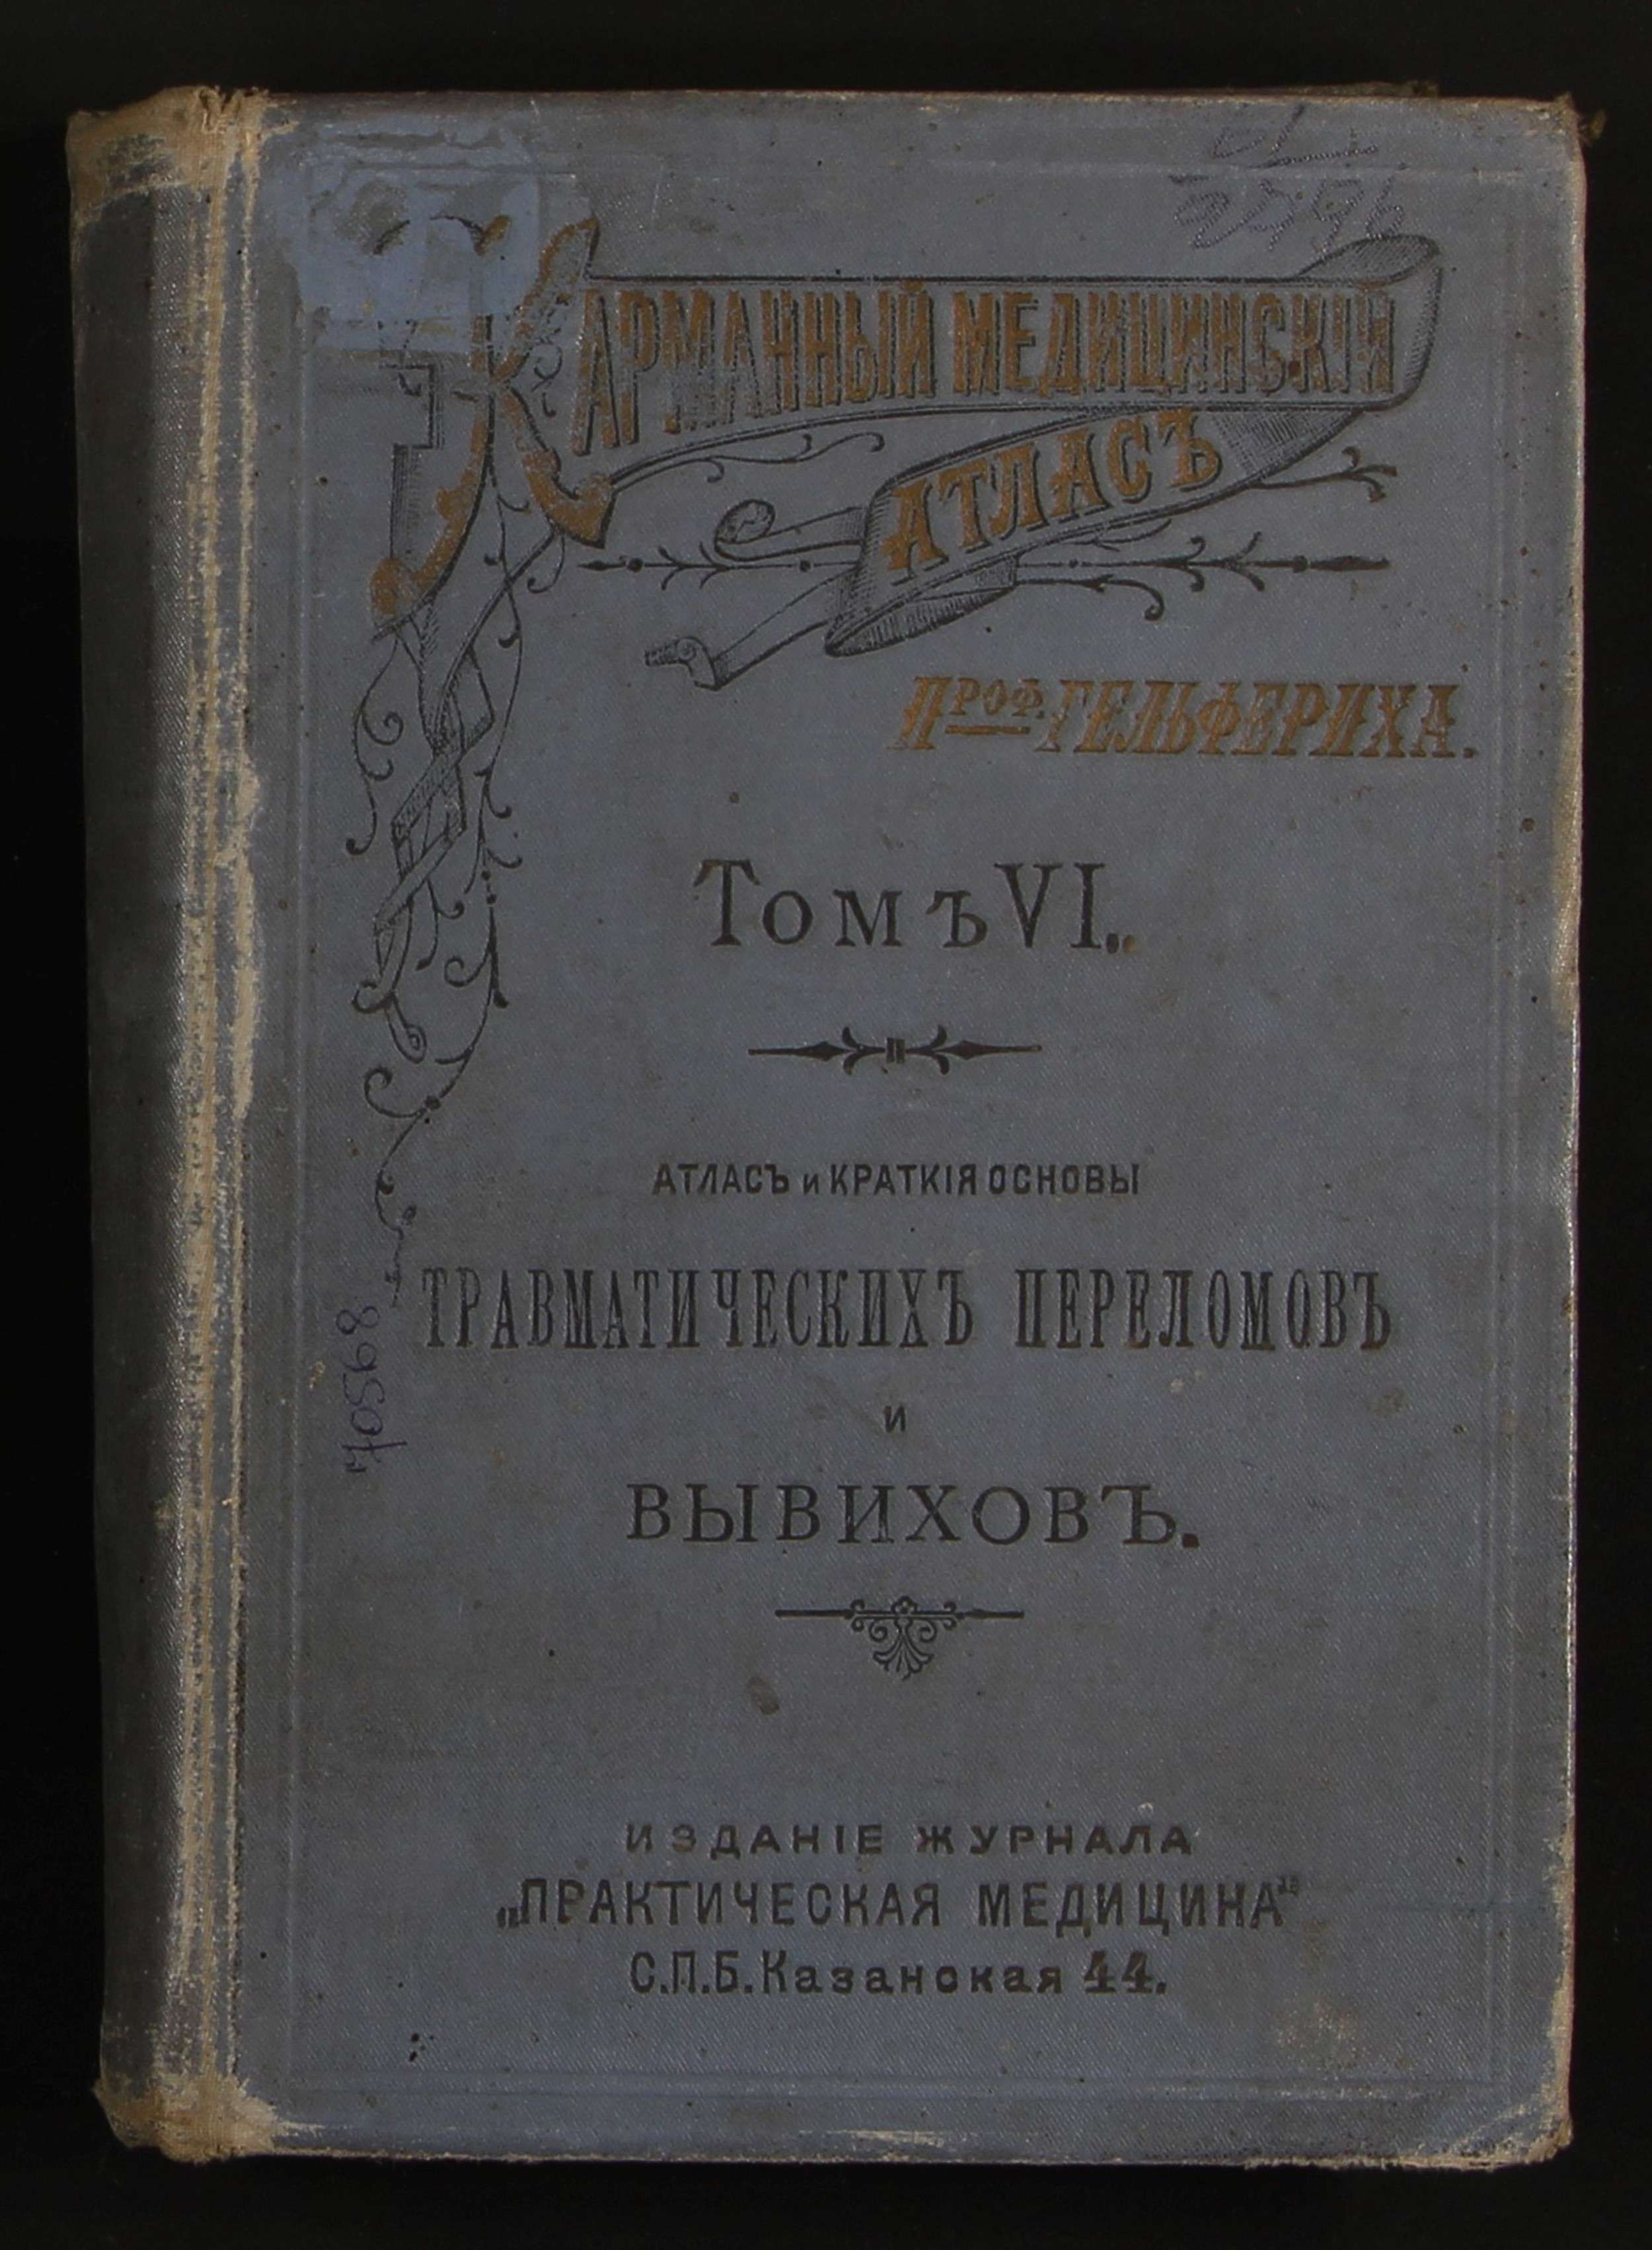 КАРМАННЫЙ МЕДИЦИНСКІЙ
АТЛАСЪ
ПРОФ. ГЕЛЬФЕРИХА.
Томъ VI.
АТЛАСЪ и КРАТКІЯ ОСНОВЫ
ТРАВМАТИЧЕСКИХЪ ПЕРЕЛОМОВЪ
И
ВЫВИХОВЪ.
ИЗДАНІЕ ЖУРНАЛА
„ПРАКТИЧЕСКАЯ МЕДИЦИНА"
С.П.Б. Казанская 44.
70568